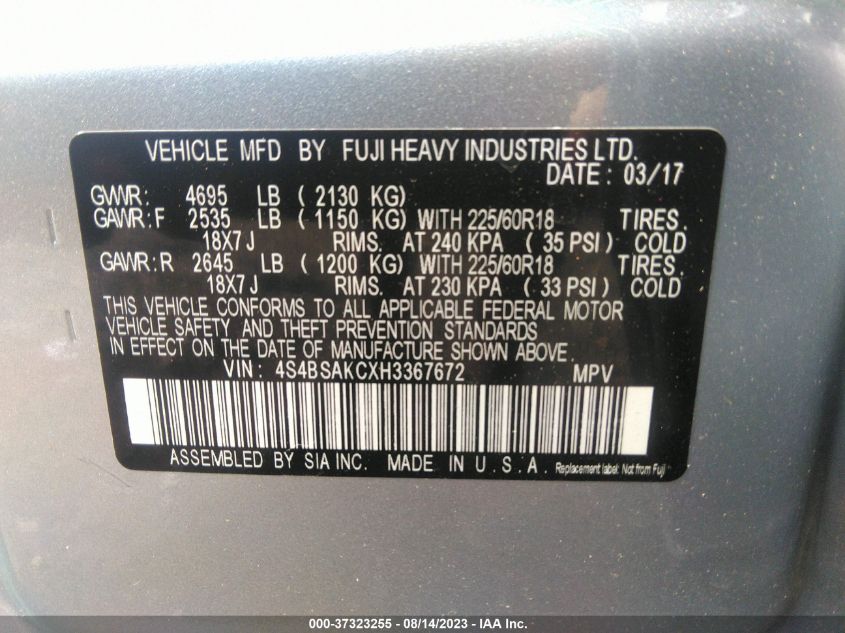 VEHICLE MFD BY FUJI HEAVY INDUSTRIES LTD.
DATE : 03/17
GVWR: 4695 LB ( 2130 KG)
GAWR: F 2535 LB ( 1150 KG) WITH 225/60R18 TIRES.
18X7J RIMS. AT 240 KPA ( 35 PSI ) COLD
GAWR: R 2645 LB ( 1200 KG) WITH 225/60R18 TIRES.
18X7J RIMS. AT 230 KPA ( 33 PSI ) COLD
THIS VEHICLE CONFORMS TO ALL APPLICABLE FEDERAL MOTOR
VEHICLE SAFETY AND THEFT PREVENTION STANDARDS
IN EFFECT ON THE DATE OF MANUFACTURE SHOWN ABOVE.
VIN : 4S4BSAKCXH3367672 MPV
ASSEMBLED BY SIA INC. MADE IN U.S.A. Replacement label: Not from Fuji
000-37323255 - 08/14/2023 - IAA Inc.